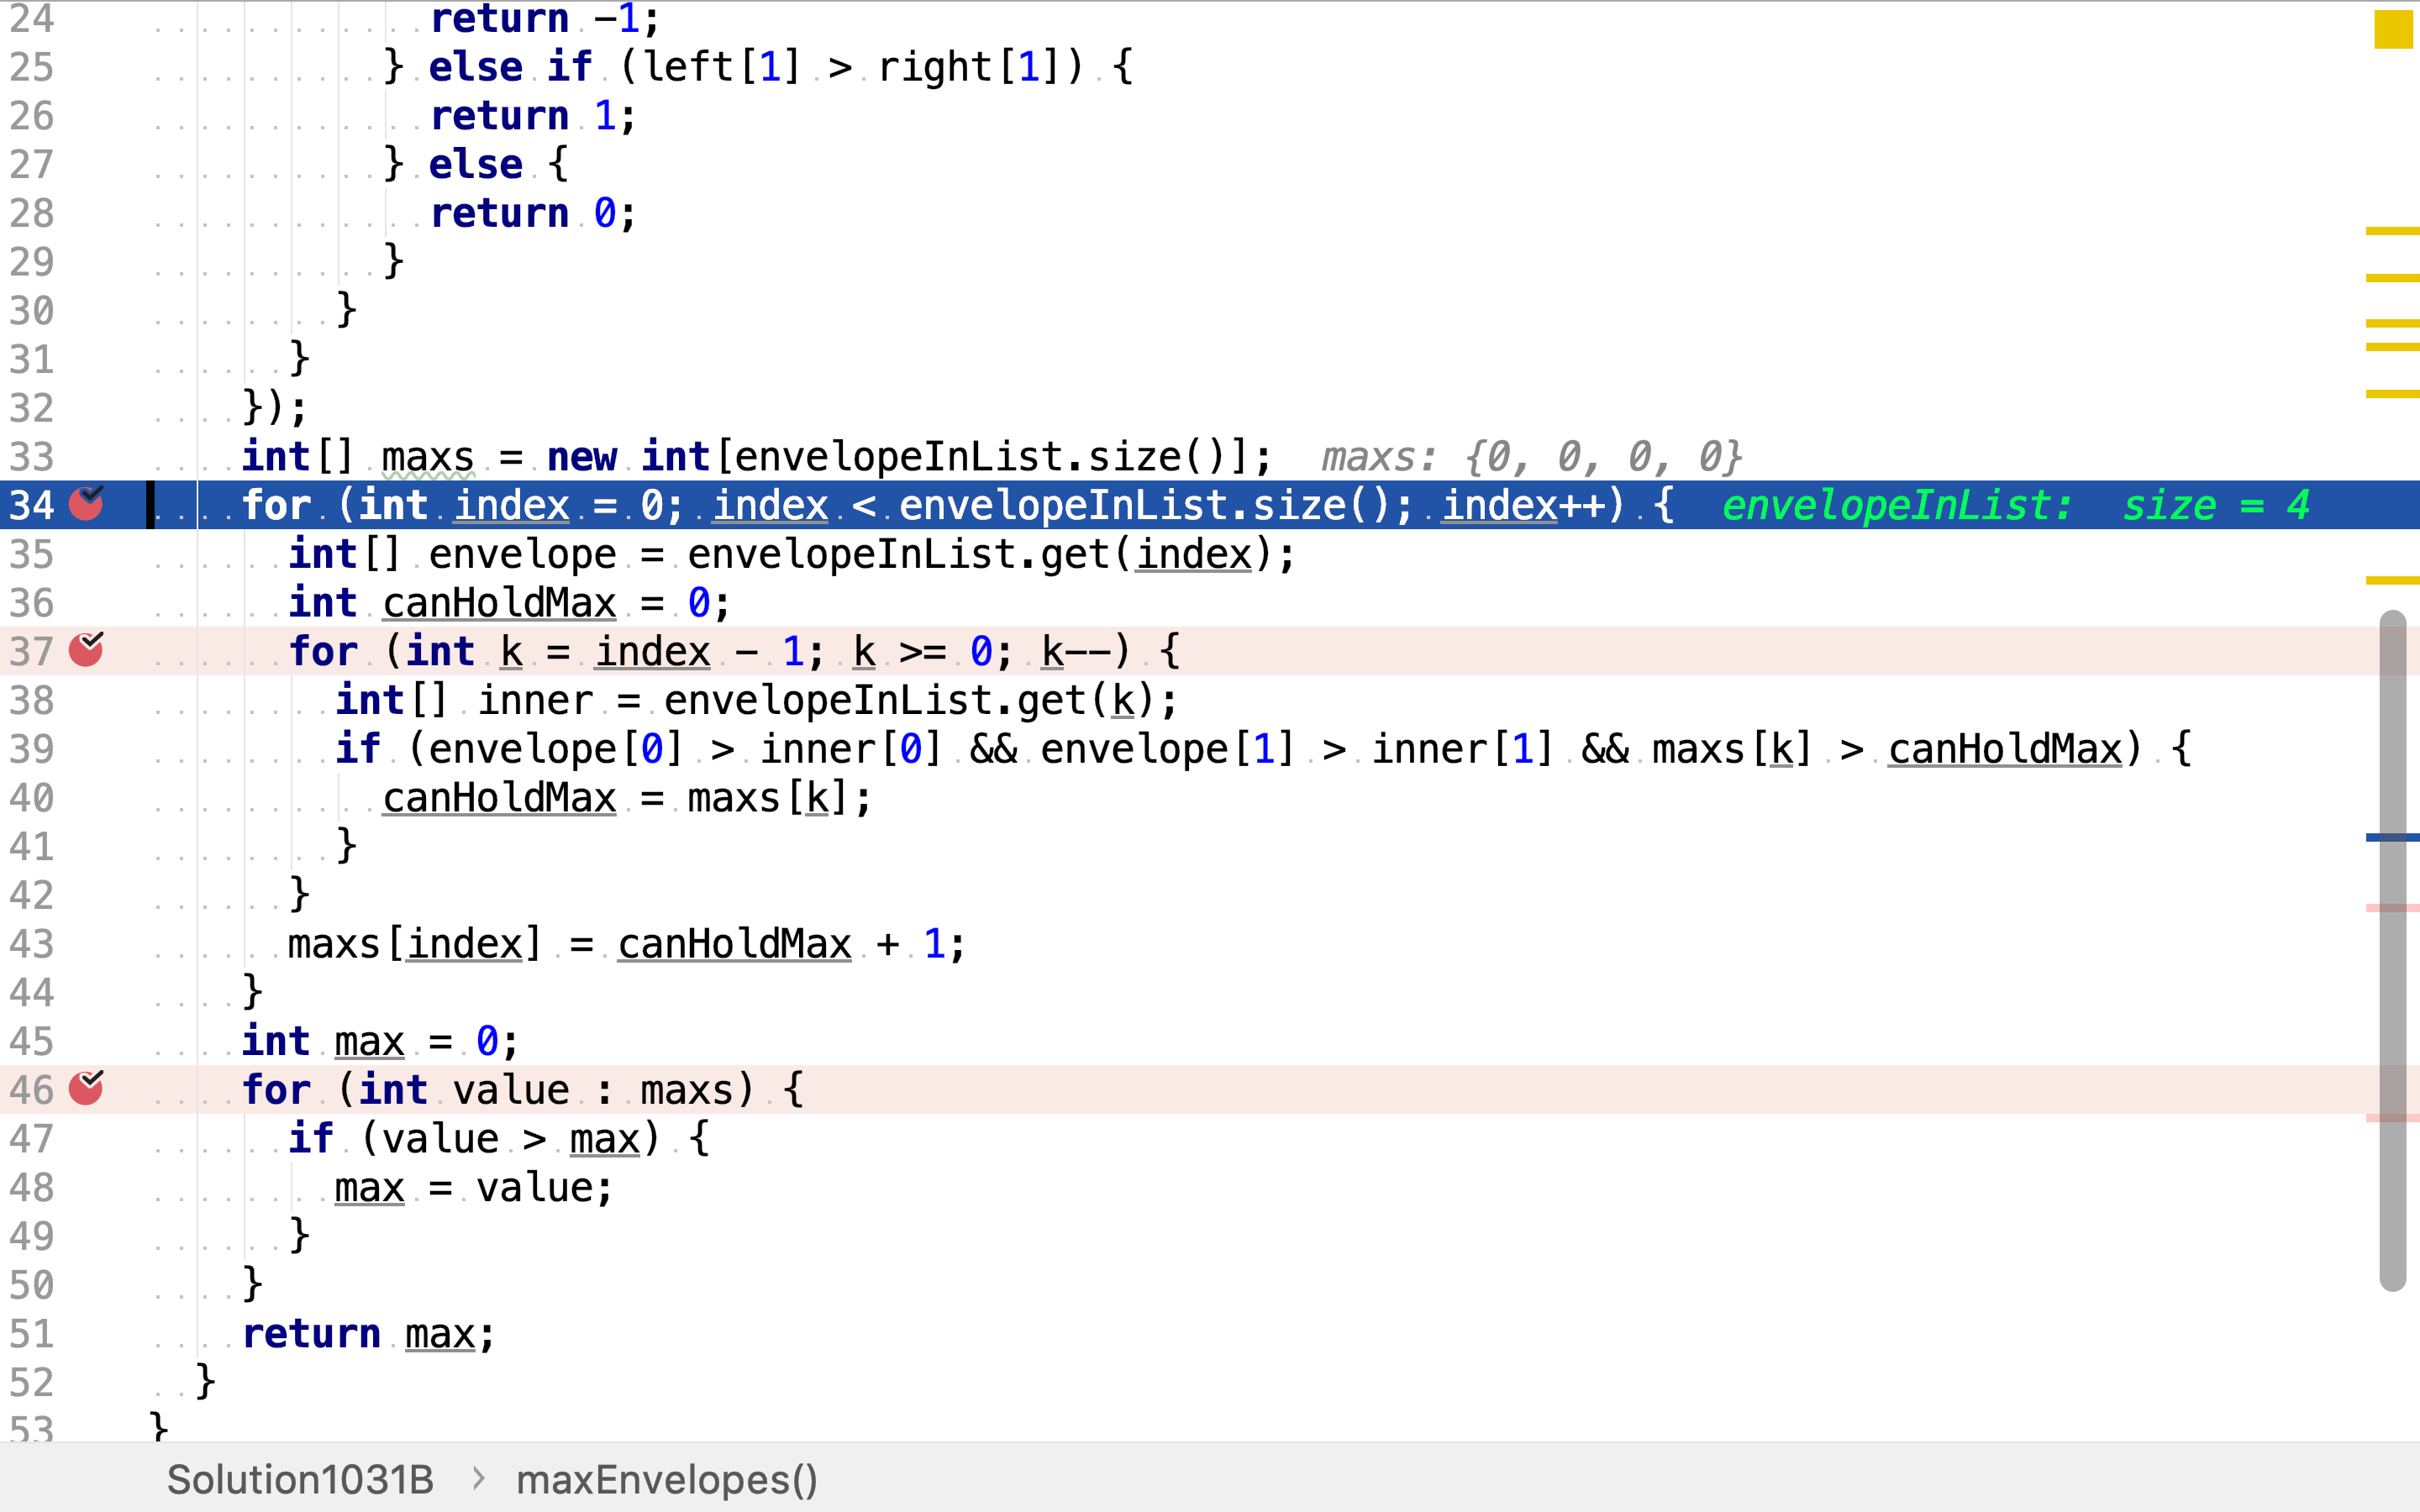 24 return -1;
25 } else if (left[1] > right[1]) {
26 return 1;
27 } else {
28 return 0;
29 }
30 }
31 }
32 });
33 int[] maxs = new int[envelopeInList.size()]; maxs: {0, 0, 0, 0}
34 for (int index = 0; index < envelopeInList.size(); index++) { envelopeInList: size = 4
35 int[] envelope = envelopeInList.get(index);
36 int canHoldMax = 0;
37 for (int k = index - 1; k >= 0; k--) {
38 int[] inner = envelopeInList.get(k);
39 if (envelope[0] > inner[0] && envelope[1] > inner[1] && maxs[k] > canHoldMax) {
40 canHoldMax = maxs[k];
41 }
42 }
43 maxs[index] = canHoldMax + 1;
44 }
45 int max = 0;
46 for (int value : maxs) {
47 if (value > max) {
48 max = value;
49 }
50 }
51 return max;
52 }
53 }
Solution1031B > maxEnvelopes()